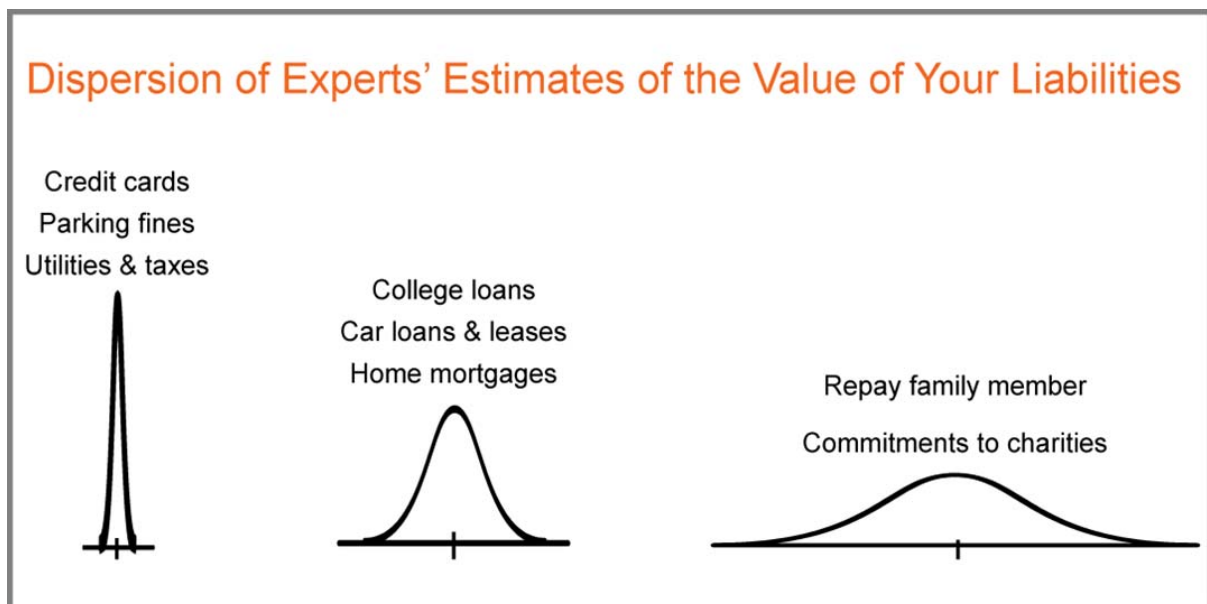 Dispersion of Experts’ Estimates of the Value of Your Liabilities
Credit cards
Parking fines
Utilities & taxes
College loans
Car loans & leases
Home mortgages
Repay family member
Commitments to charities